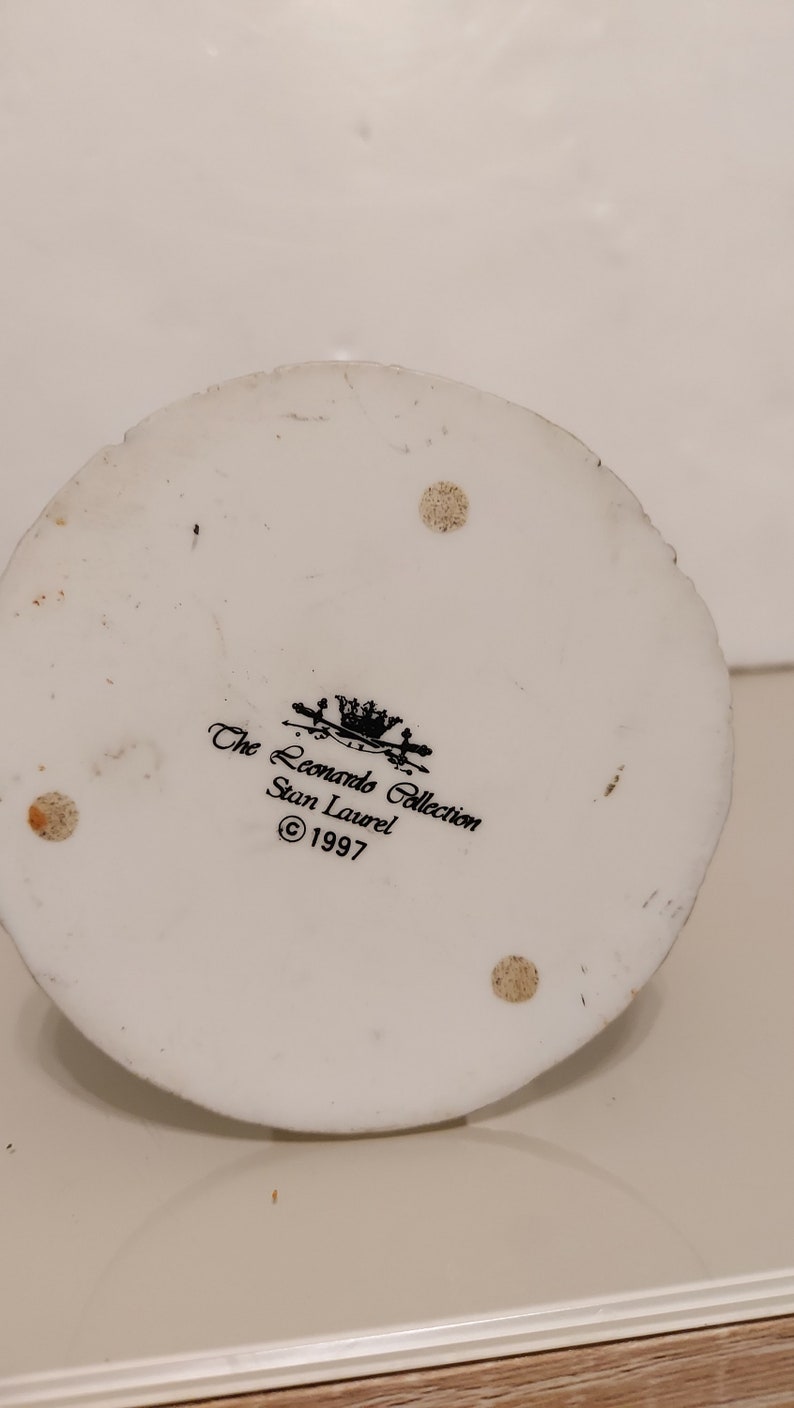 The Leonardo Collection
Stan Laurel
© 1997